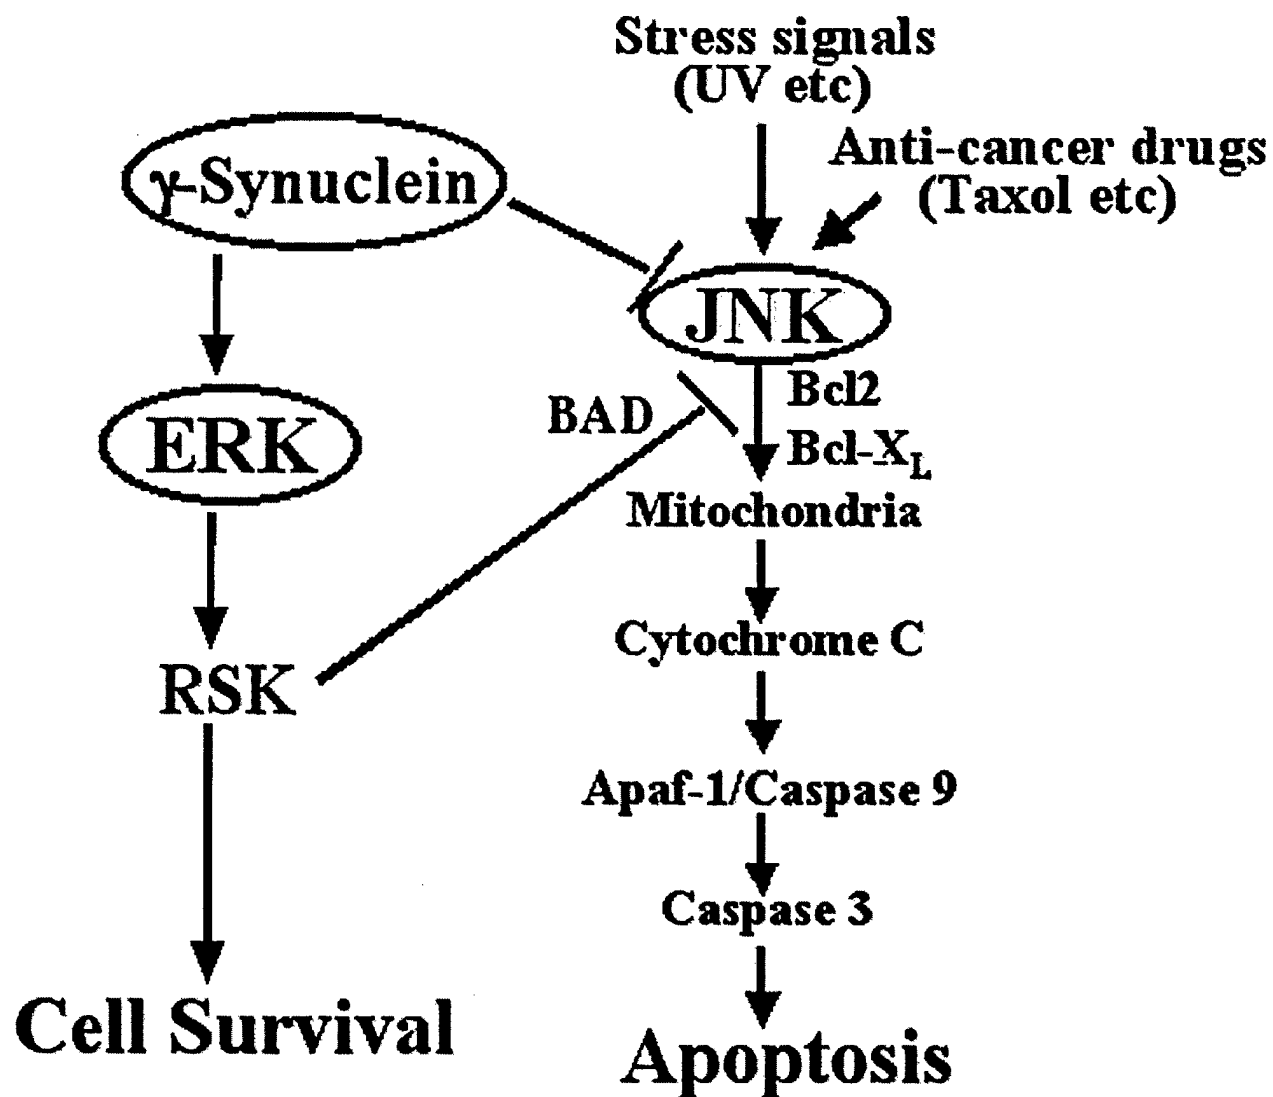 Stress signals
(UV etc)
Anti-cancer drugs
(Taxol etc)
γ-Synuclein
JNK
Bcl2
BAD
Bcl-XL
ERK
Mitochondria
Cytochrome C
RSK
Apaf-1/Caspase 9
Caspase 3
Cell Survival
Apoptosis